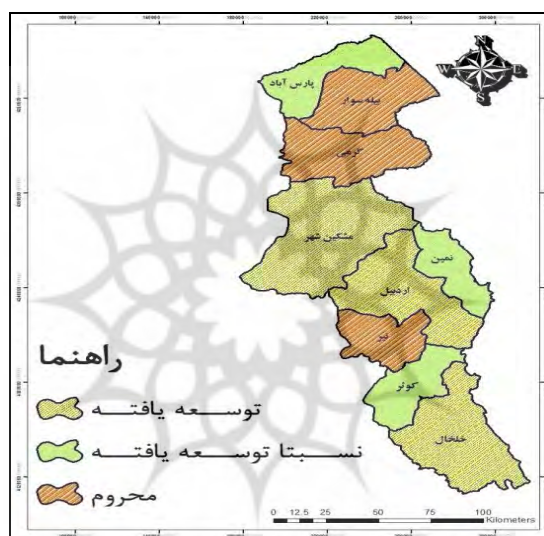 N
W E
S
پارس آباد
بیله سوار
گرمی
مشکین شهر
نمین
اردبیل
نیر
کوثر
خلخال
راهنما
توسعه یافته
نسبتا توسعه یافته
محروم
0 12.5 25 50 75 100
Kilometers